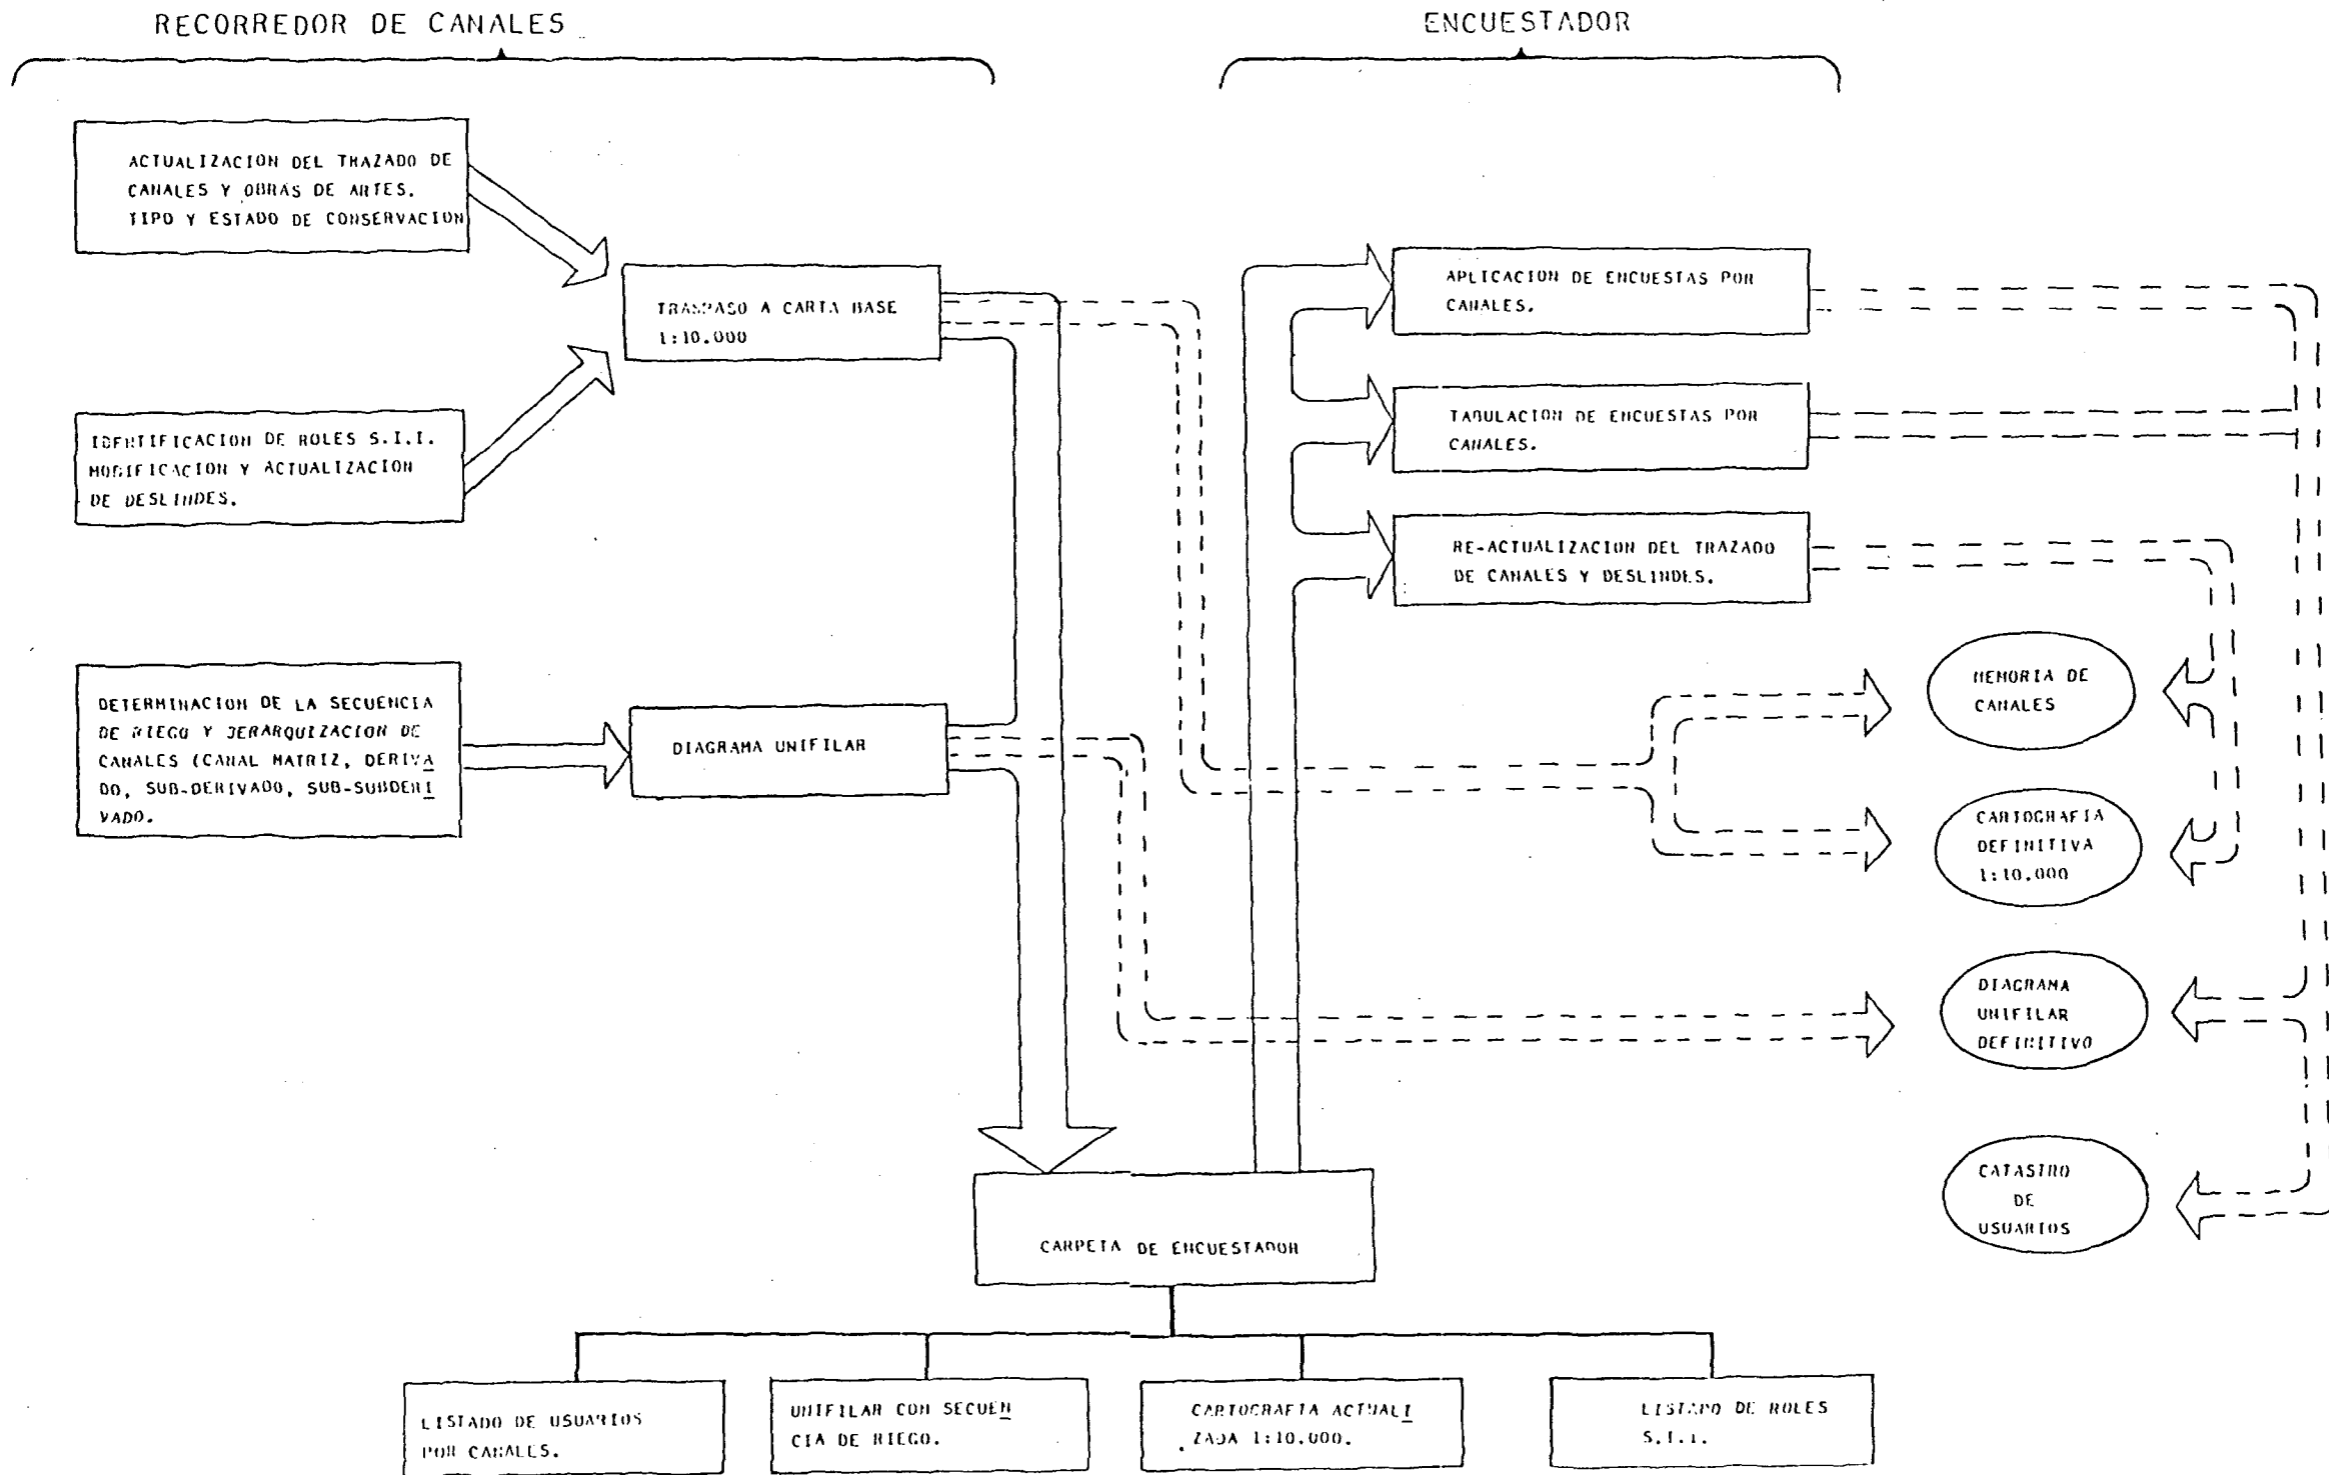 RECORREDOR DE CANALES
ENCUESTADOR
ACTUALIZACION DEL TRAZADO DE
CANALES Y OBRAS DE ARTES.
TIPO Y ESTADO DE CONSERVACION
IDENTIFICACION DE ROLES S.I.I.
MODIFICACION Y ACTUALIZACION
DE DESLINDES.
TRASPASO A CARTA BASE
1:10.000
DETERMINACION DE LA SECUENCIA
DE RIEGO Y JERARQUIZACION DE
CANALES (CANAL MATRIZ, DERIVA
DO, SUB-DERIVADO, SUB-SUBDERI
VADO.
DIAGRAMA UNIFILAR
APLICACION DE ENCUESTAS POR
CANALES.
TABULACION DE ENCUESTAS POR
CANALES.
RE-ACTUALIZACION DEL TRAZADO
DE CANALES Y DESLINDES.
MEMORIA DE
CANALES
CARTOGRAFIA
DEFINITIVA
1:10.000
DIAGRAMA
UNIFILAR
DEFINITIVO
CATASTRO
DE
USUARIOS
CARPETA DE ENCUESTADOR
LISTADO DE USUARIOS
POR CANALES.
UNIFILAR CON SECUEN
CIA DE RIEGO.
CARTOGRAFIA ACTUALI
ZADA 1:10.000.
LISTADO DE ROLES
S.I.I.